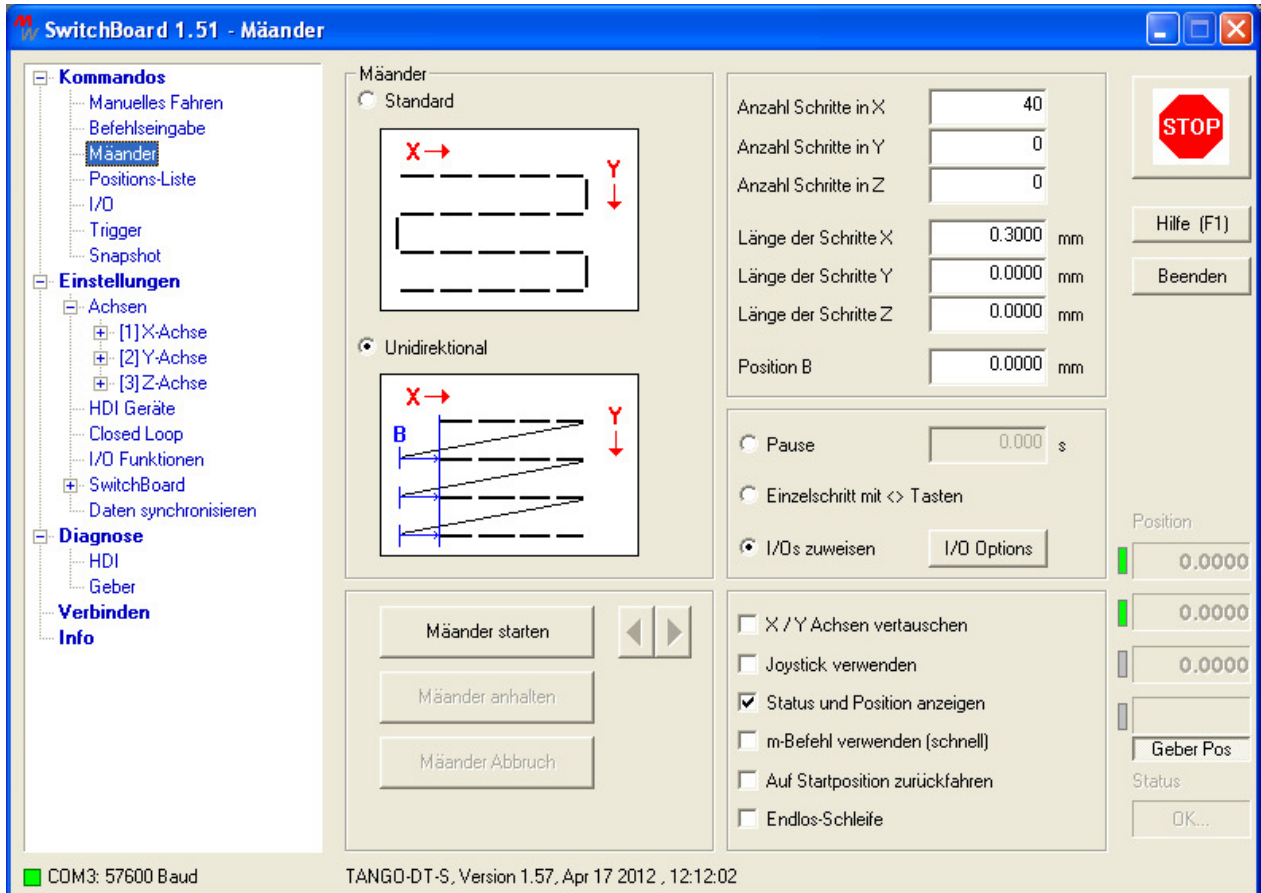 SwitchBoard 1.51 - Mäander
Kommandos
Manuelles Fahren
Befehlseingabe
Mäander
Positions-Liste
I/O
Trigger
Snapshot
Einstellungen
Achsen
[1] X-Achse
[2] Y-Achse
[3] Z-Achse
HDI Geräte
Closed Loop
I/O Funktionen
SwitchBoard
Daten synchronisieren
Diagnose
HDI
Geber
Verbinden
Info
Mäander
Standard
X
Y
Unidirektional
X
Y
B
Mäander starten
Mäander anhalten
Mäander Abbruch
Anzahl Schritte in X 40
Anzahl Schritte in Y 0
Anzahl Schritte in Z 0
Länge der Schritte X 0.3000 mm
Länge der Schritte Y 0.0000 mm
Länge der Schritte Z 0.0000 mm
Position B 0.0000 mm
Pause 0.000 s
Einzelschritt mit <> Tasten
I/Os zuweisen I/O Options
X / Y Achsen vertauschen
Joystick verwenden
Status und Position anzeigen
m-Befehl verwenden (schnell)
Auf Startposition zurückfahren
Endlos-Schleife
STOP
Hilfe (F1)
Beenden
Position
0.0000
0.0000
0.0000
Geber Pos
Status
OK...
COM3: 57600 Baud
TANGO-DT-S, Version 1.57, Apr 17 2012 , 12:12:02